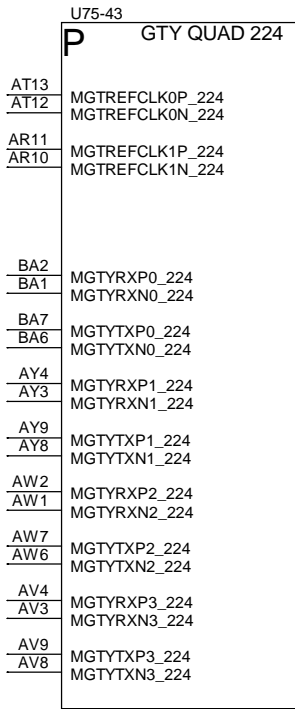 U75-43
P GTY QUAD 224
AT13 MGTREFCLK0P_224
AT12 MGTREFCLK0N_224
AR11 MGTREFCLK1P_224
AR10 MGTREFCLK1N_224
BA2 MGTYRXP0_224
BA1 MGTYRXN0_224
BA7 MGTYTXP0_224
BA6 MGTYTXN0_224
AY4 MGTYRXP1_224
AY3 MGTYRXN1_224
AY9 MGTYTXP1_224
AY8 MGTYTXN1_224
AW2 MGTYRXP2_224
AW1 MGTYRXN2_224
AW7 MGTYTXP2_224
AW6 MGTYTXN2_224
AV4 MGTYRXP3_224
AV3 MGTYRXN3_224
AV9 MGTYTXP3_224
AV8 MGTYTXN3_224